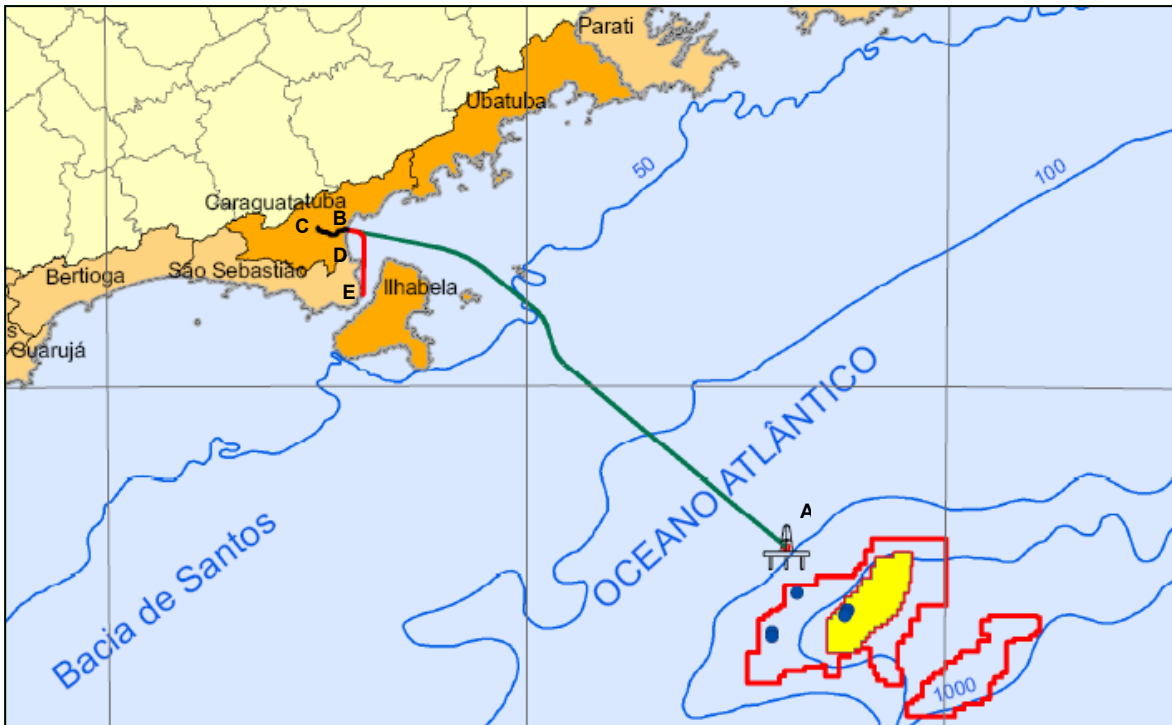 Parati
Ubatuba
50
100
Caraguatatuba
C
B
D
São Sebastião
Bertioga
E
Ilhabela
s
Guarujá
OCEANO ATLÂNTICO
A
Bacia de Santos
1000